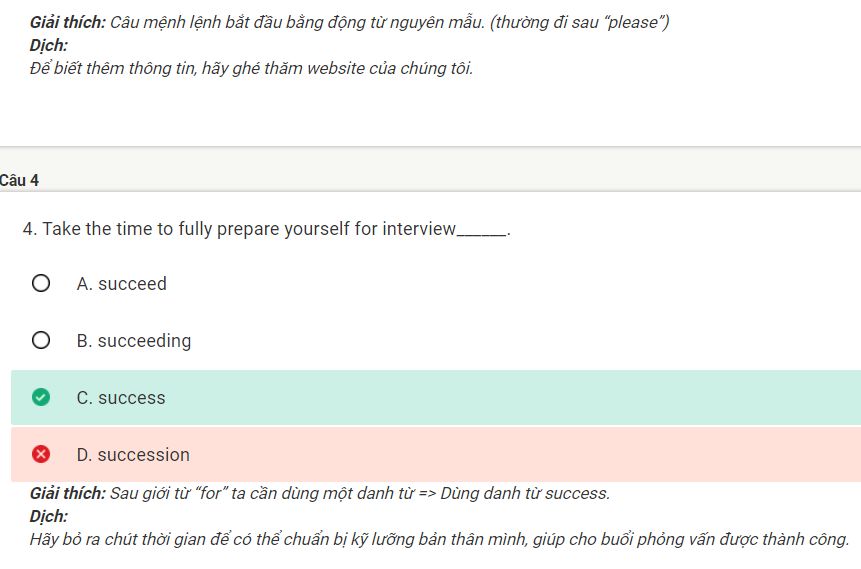 Giải thích: Câu mệnh lệnh bắt đầu bằng động từ nguyên mẫu. (thường đi sau “please”)
Dịch:
Để biết thêm thông tin, hãy ghé thăm website của chúng tôi.
Câu 4
4. Take the time to fully prepare yourself for interview______.
A. succeed
B. succeeding
C. success
D. succession
Giải thích: Sau giới từ “for” ta cần dùng một danh từ => Dùng danh từ success.
Dịch:
Hãy bỏ ra chút thời gian để có thể chuẩn bị kỹ lưỡng bản thân mình, giúp cho buổi phỏng vấn được thành công.